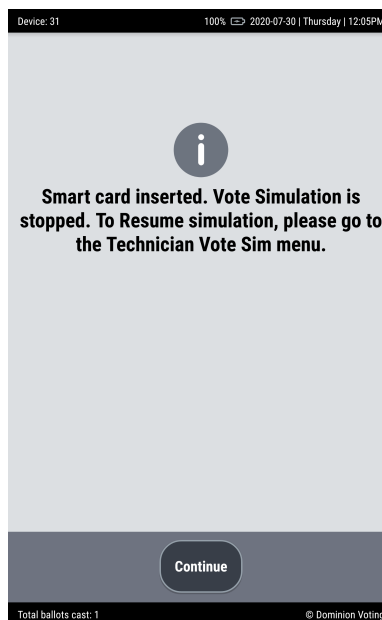 Device: 31 100% 2020-07-30 | Thursday | 12:05PM
Smart card inserted. Vote Simulation is
stopped. To Resume simulation, please go to
the Technician Vote Sim menu.
Continue
Total ballots cast: 1 © Dominion Voting